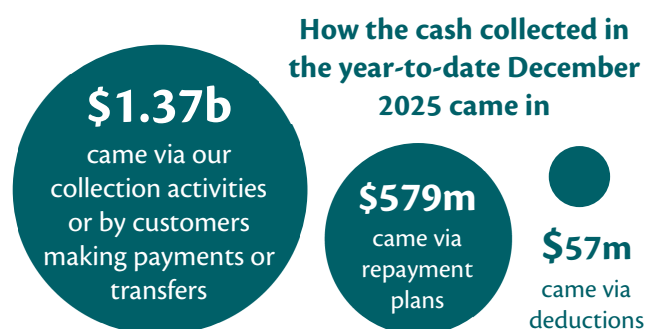 How the cash collected in
the year-to-date December
2025 came in
$1.37b
came via our
collection activities
or by customers
making payments or
transfers
$579m
came via
repayment
plans
$57m
came via
deductions